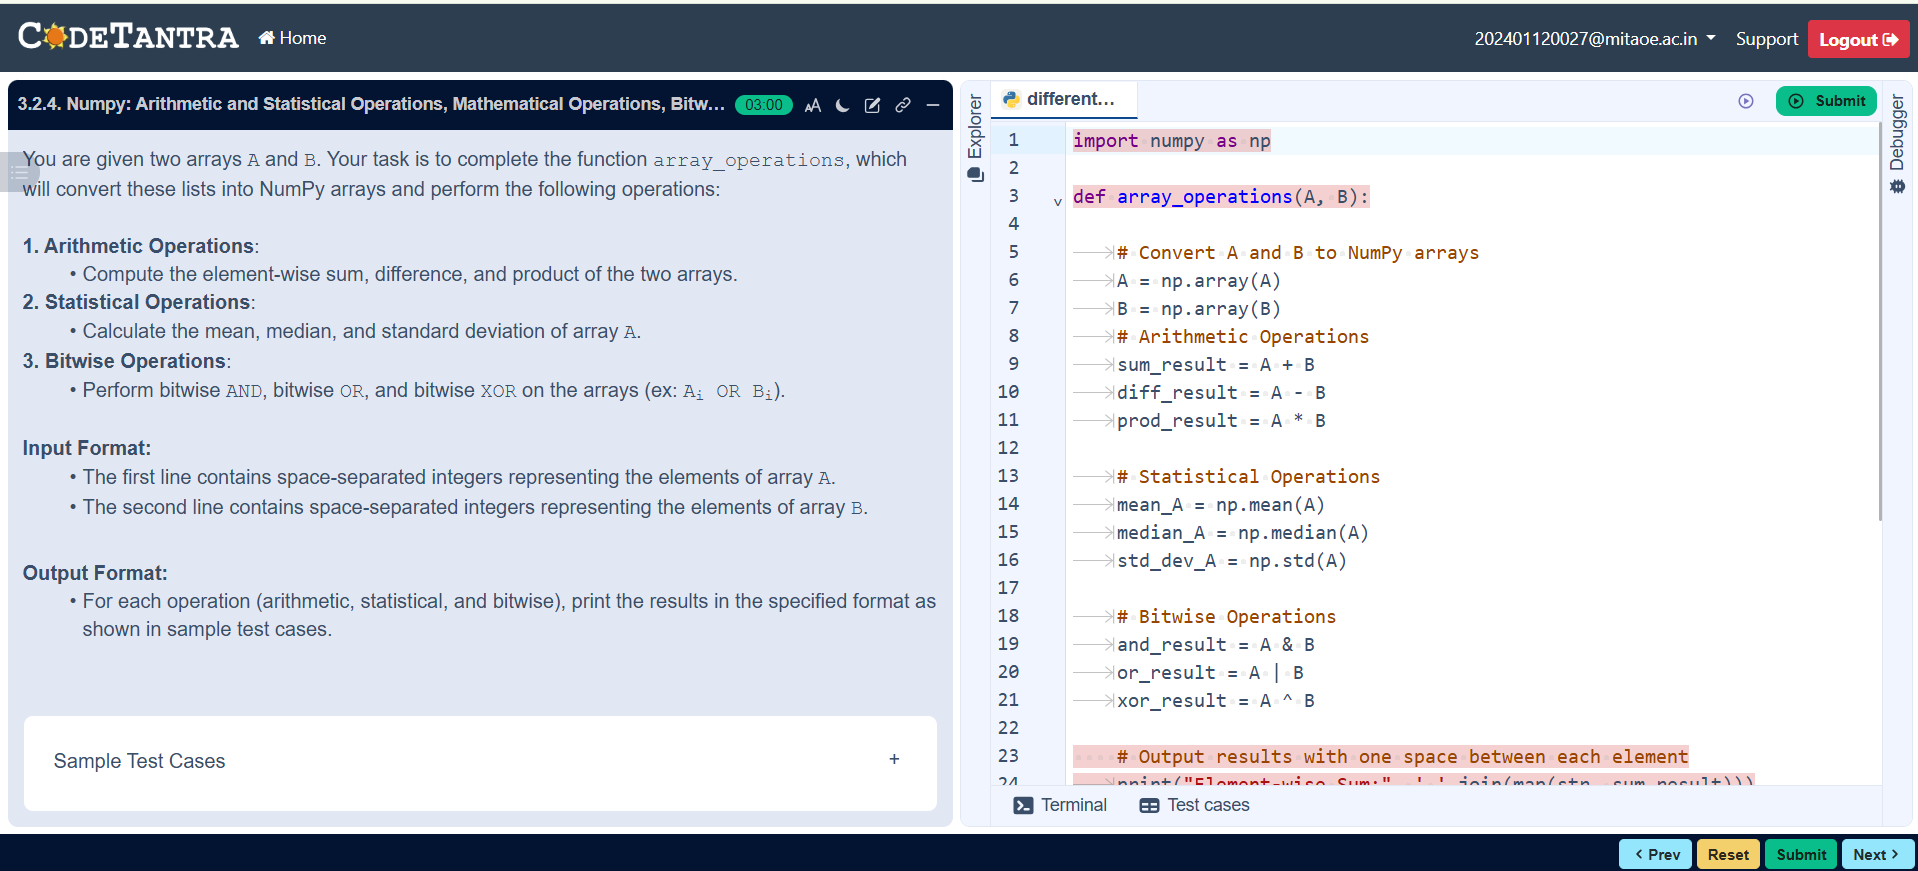 CODETANTRA
Home
202401120027@mitaoe.ac.in
Support
Logout
3.2.4. Numpy: Arithmetic and Statistical Operations, Mathematical Operations, Bitw...
03:00
You are given two arrays A and B. Your task is to complete the function array_operations, which
will convert these lists into NumPy arrays and perform the following operations:
1. Arithmetic Operations:
• Compute the element-wise sum, difference, and product of the two arrays.
2. Statistical Operations:
• Calculate the mean, median, and standard deviation of array A.
3. Bitwise Operations:
• Perform bitwise AND, bitwise OR, and bitwise XOR on the arrays (ex: Ai OR Bi).
Input Format:
• The first line contains space-separated integers representing the elements of array A.
• The second line contains space-separated integers representing the elements of array B.
Output Format:
• For each operation (arithmetic, statistical, and bitwise), print the results in the specified format as
shown in sample test cases.
Sample Test Cases
+
Explorer
different...
Submit
Debugger
1 import numpy as np
2
3 def array_operations(A, B):
4
5 # Convert A and B to NumPy arrays
6 A = np.array(A)
7 B = np.array(B)
8 # Arithmetic Operations
9 sum_result = A + B
10 diff_result = A - B
11 prod_result = A * B
12
13 # Statistical Operations
14 mean_A = np.mean(A)
15 median_A = np.median(A)
16 std_dev_A = np.std(A)
17
18 # Bitwise Operations
19 and_result = A & B
20 or_result = A | B
21 xor_result = A ^ B
22
23 # Output results with one space between each element
24 print("Element-wise Sum:", ' '.join(map(str, sum_result)))
Terminal
Test cases
Prev
Reset
Submit
Next